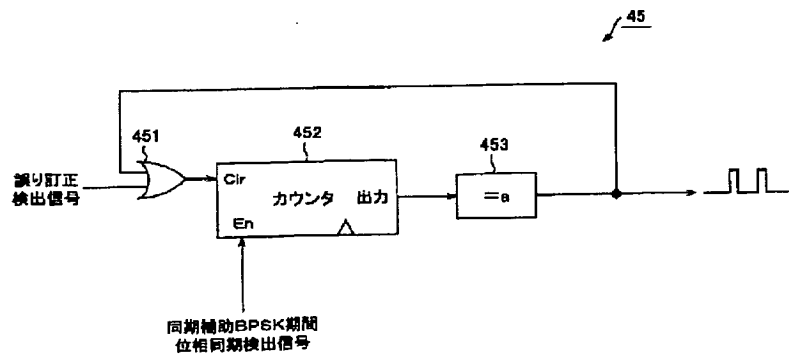 45
451
452
453
誤り訂正
検出信号
Clr
カウンタ
出力
En
=a
同期補助BPSK期間
位相同期検出信号